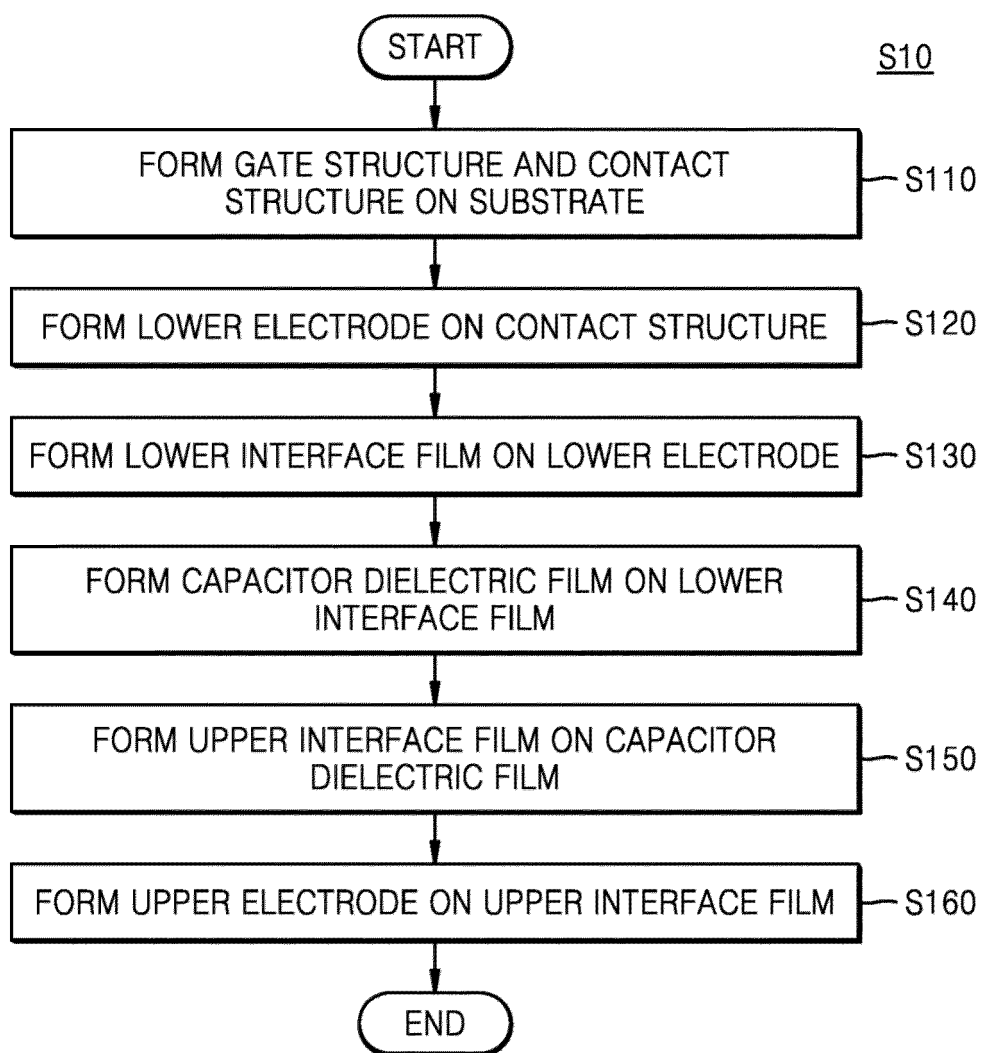 START
S10
FORM GATE STRUCTURE AND CONTACT
STRUCTURE ON SUBSTRATE
S110
FORM LOWER ELECTRODE ON CONTACT STRUCTURE
S120
FORM LOWER INTERFACE FILM ON LOWER ELECTRODE
S130
FORM CAPACITOR DIELECTRIC FILM ON LOWER
INTERFACE FILM
S140
FORM UPPER INTERFACE FILM ON CAPACITOR
DIELECTRIC FILM
S150
FORM UPPER ELECTRODE ON UPPER INTERFACE FILM
S160
END